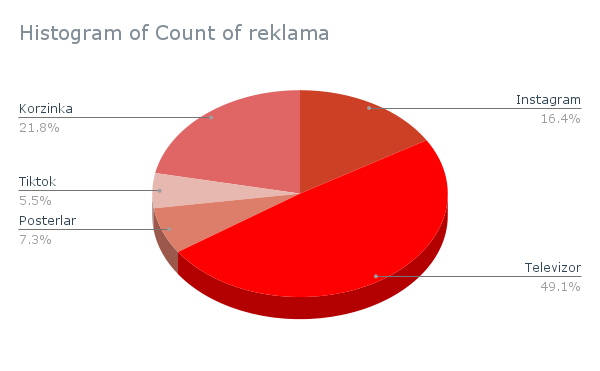 Histogram of Count of reklama
Korzinka
21.8%
Tiktok
5.5%
Posterlar
7.3%
Instagram
16.4%
Televizor
49.1%